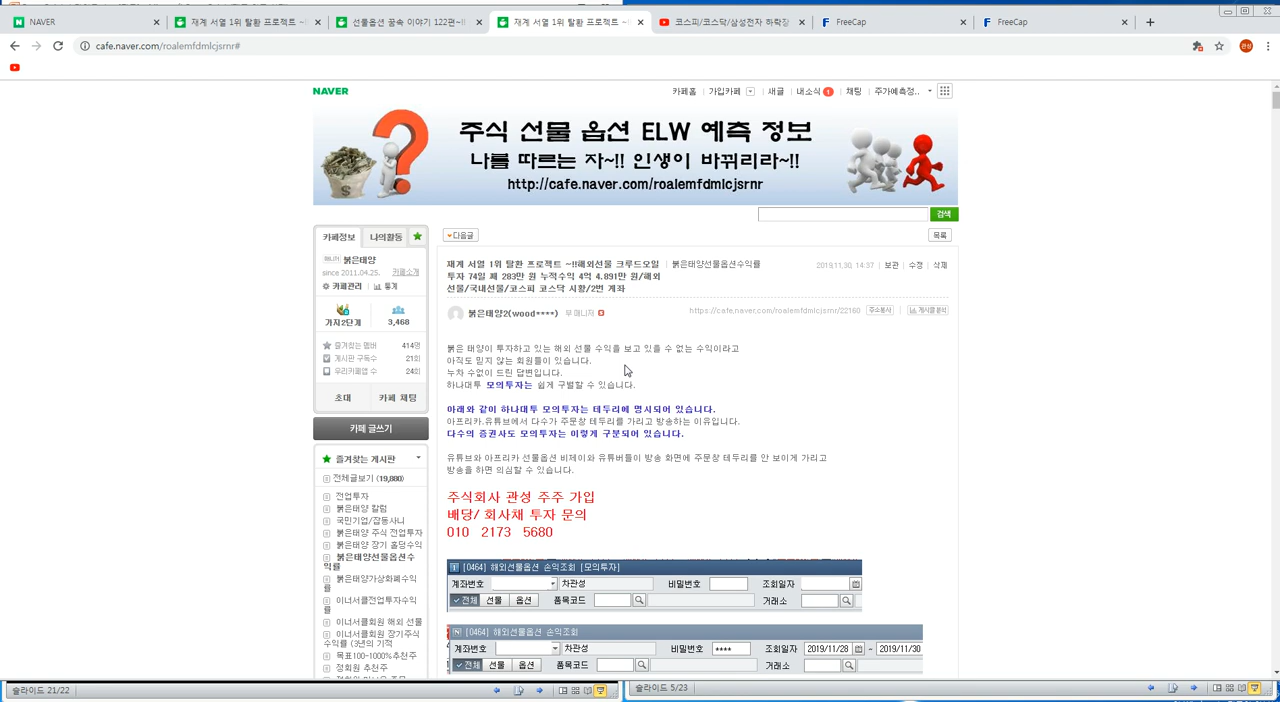 NAVER
재계 서열 1위 탈환 프로젝트 ~!
선물옵션 꿍속 이야기 122편~!
재계 서열 1위 탈환 프로젝트 ~!
코스피/코스닥/삼성전자 하락장
FreeCap
FreeCap
cafe.naver.com/roalemfdmlcjsrnr#
관성
NAVER
카페홈 가입카페 새글 내소식 1 채팅 주가예측정..
주식 선물 옵션 ELW 예측 정보
나를 따르는 자~!! 인생이 바뀌리라~!!
http://cafe.naver.com/roalemfdmlcjsrnr
검색
카페정보 나의활동
다음글 목록
매니저 붉은태양
since 2011.04.25. 카페소개
카페관리 통계
가지2단계 3,468
즐겨찾는 멤버 414명
게시판 구독수 21회
우리카페앱 수 24회
초대 카페 채팅
카페 글쓰기
즐겨찾는 게시판
전체글보기 (19,880)
전업투자
붉은태양 칼럼
국민기업/잡동사니
붉은태양 주식 전업투자
붉은태양 장기 홀딩수익
붉은태양선물옵션수
익률
붉은태양가상화폐수익
률
이너서클전업투자수익
률
이너서클회원 해외 선물
이너서클회원 장기주식
수익률 (3년의 기적
목표100~1000%추천주
정회원 추천주
재계 서열 1위 탈환 프로젝트 ~!!해외선물 크루드오일 붉은태양선물옵션수익률
투자 74일 째 283만 원 누적수익 4억 4.891만 원/해외
선물/국내선물/코스피 코스닥 시황/2번 계좌
2019.11.30. 14:37 보관 수정 삭제
붉은태양2(wood****) 부매니저
https://cafe.naver.com/roalemfdmlcjsrnr/22160 주소복사 게시글 분석
붉은 태양이 투자하고 있는 해외 선물 수익을 보고 있을 수 없는 수익이라고
아직도 믿지 않는 회원들이 있습니다.
누차 수없이 드린 답변입니다.
하나대투 모의투자는 쉽게 구별할 수 있습니다.
아래와 같이 하나대투 모의투자는 테두리에 명시되어 있습니다.
아프리카.유튜브에서 다수가 주문창 테두리를 가리고 방송하는 이유입니다.
다수의 증권사도 모의투자는 이렇게 구분되어 있습니다.
유튜브와 아프리카 선물옵션 비제이와 유튜버들이 방송 화면에 주문창 테두리를 안 보이게 가리고
방송을 하면 의심할 수 있습니다.
주식회사 관성 주주 가입
배당/ 회사채 투자 문의
010 2173 5680
[0464] 해외선물옵션 손익조회 [모의투자]
계좌번호 차관성 비밀번호 조회일자
전체 선물 옵션 품목코드 거래소
[0464] 해외선물옵션 손익조회
계좌번호 차관성 비밀번호 **** 조회일자 2019/11/28 ~ 2019/11/30
전체 선물 옵션 품목코드 거래소
슬라이드 21/22
슬라이드 5/23